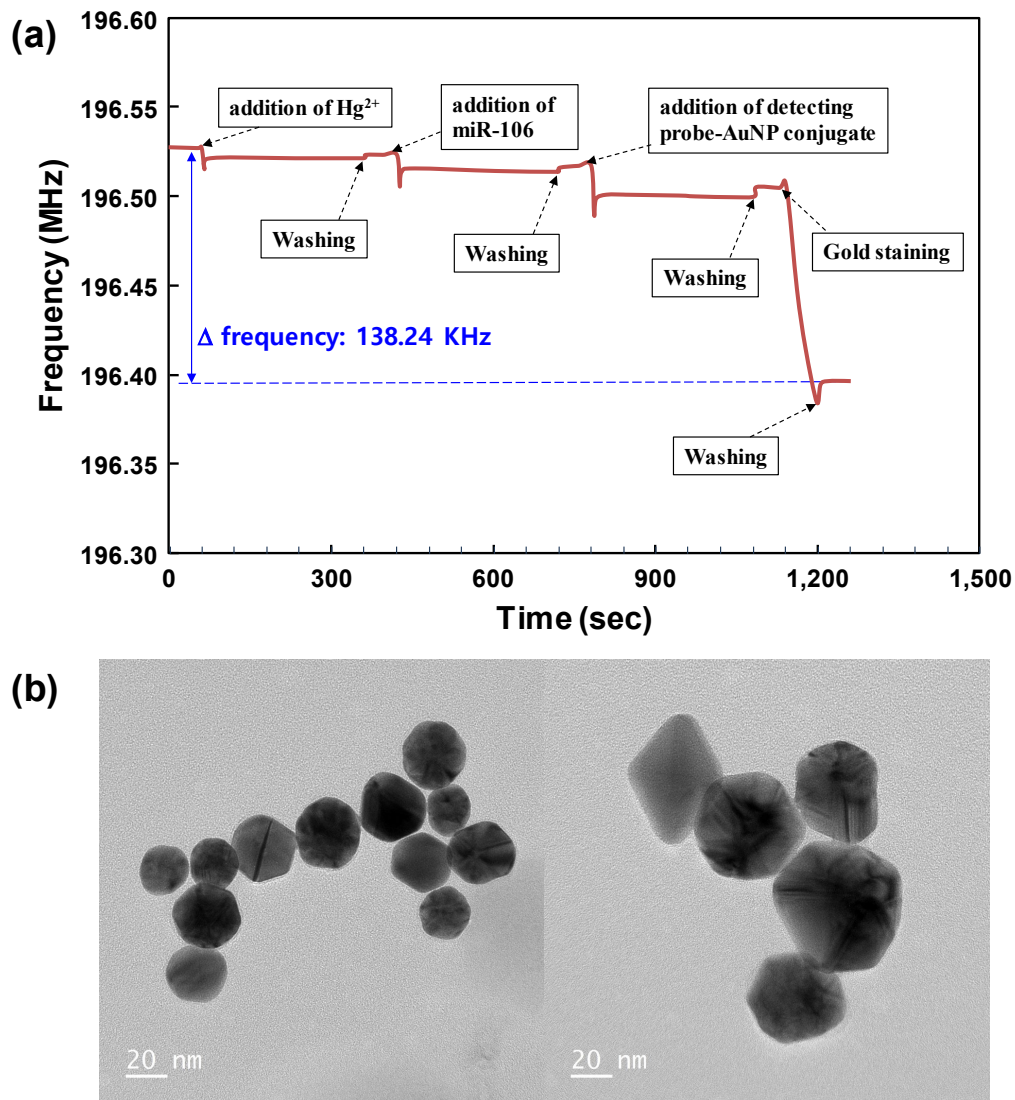 (a)
196.60
196.55
196.50
196.45
196.40
196.35
196.30
Frequency (MHz)
addition of Hg²⁺
addition of
miR-106
addition of detecting
probe-AuNP conjugate
Washing
Washing
Washing
Gold staining
Δ frequency: 138.24 KHz
Washing
0
300
600
900
1,200
1,500
Time (sec)
(b)
20 nm
20 nm